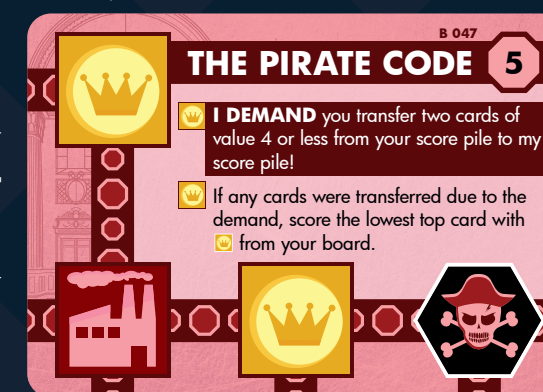 B 047
THE PIRATE CODE 5
I DEMAND you transfer two cards of
value 4 or less from your score pile to my
score pile!
If any cards were transferred due to the
demand, score the lowest top card with
from your board.